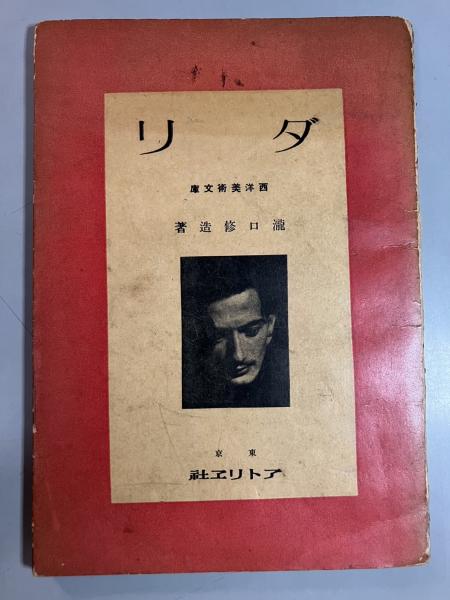 ダリ
西洋美術文庫
瀧口修造著
東京
アトリヱ社